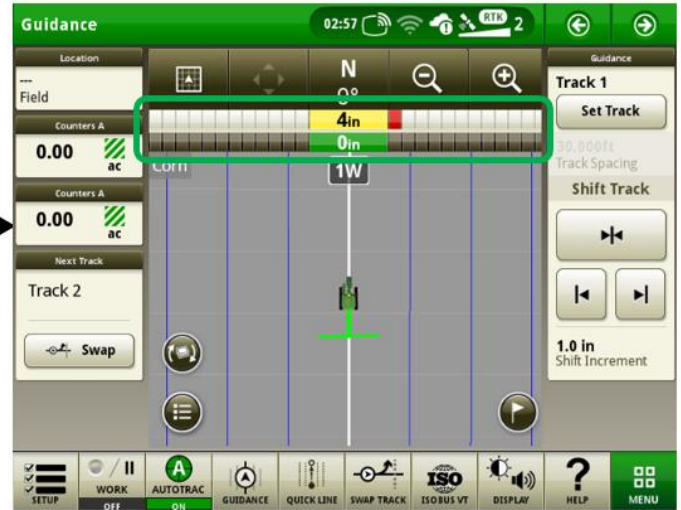 Guidance
02:57
RTK
2
Location
---
Field
Counters A
0.00
ac
Counters A
0.00
ac
Next Track
Track 2
Swap
N
0°
4in
0in
Corn
1W
Guidance
Track 1
Set Track
30.000ft
Track Spacing
Shift Track
1.0 in
Shift Increment
SETUP
WORK
OFF
A
AUTOTRAC
ON
GUIDANCE
QUICK LINE
SWAP TRACK
ISO
ISOBUS VT
DISPLAY
?
HELP
MENU